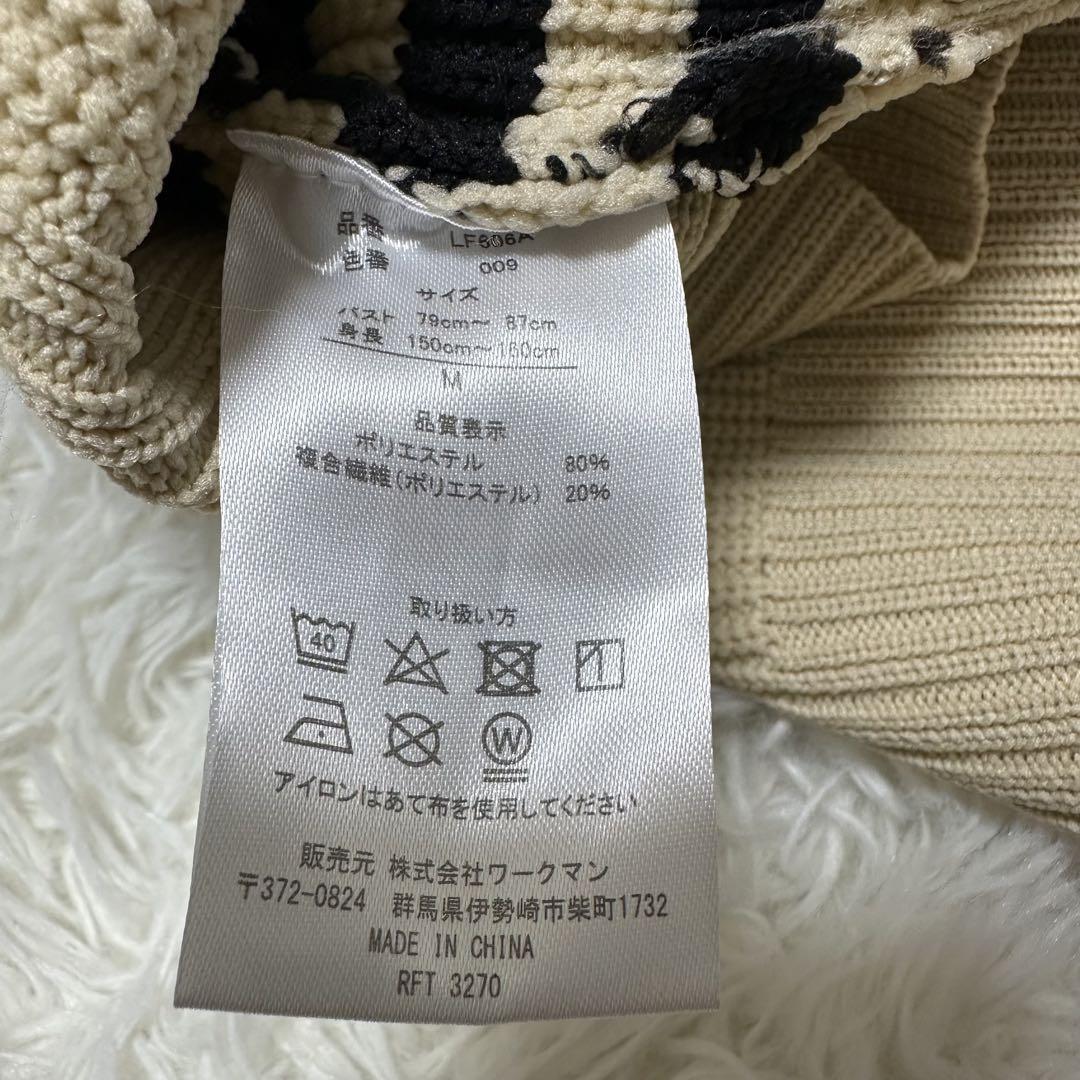 品番 LF606A
色番 009
サイズ
バスト 79cm〜 87cm
身長 150cm〜160cm
M
品質表示
ポリエステル 80%
複合繊維(ポリエステル) 20%
取り扱い方
40
W
アイロンはあて布を使用してください
販売元 株式会社ワークマン
〒372-0824 群馬県伊勢崎市柴町1732
MADE IN CHINA
RFT 3270